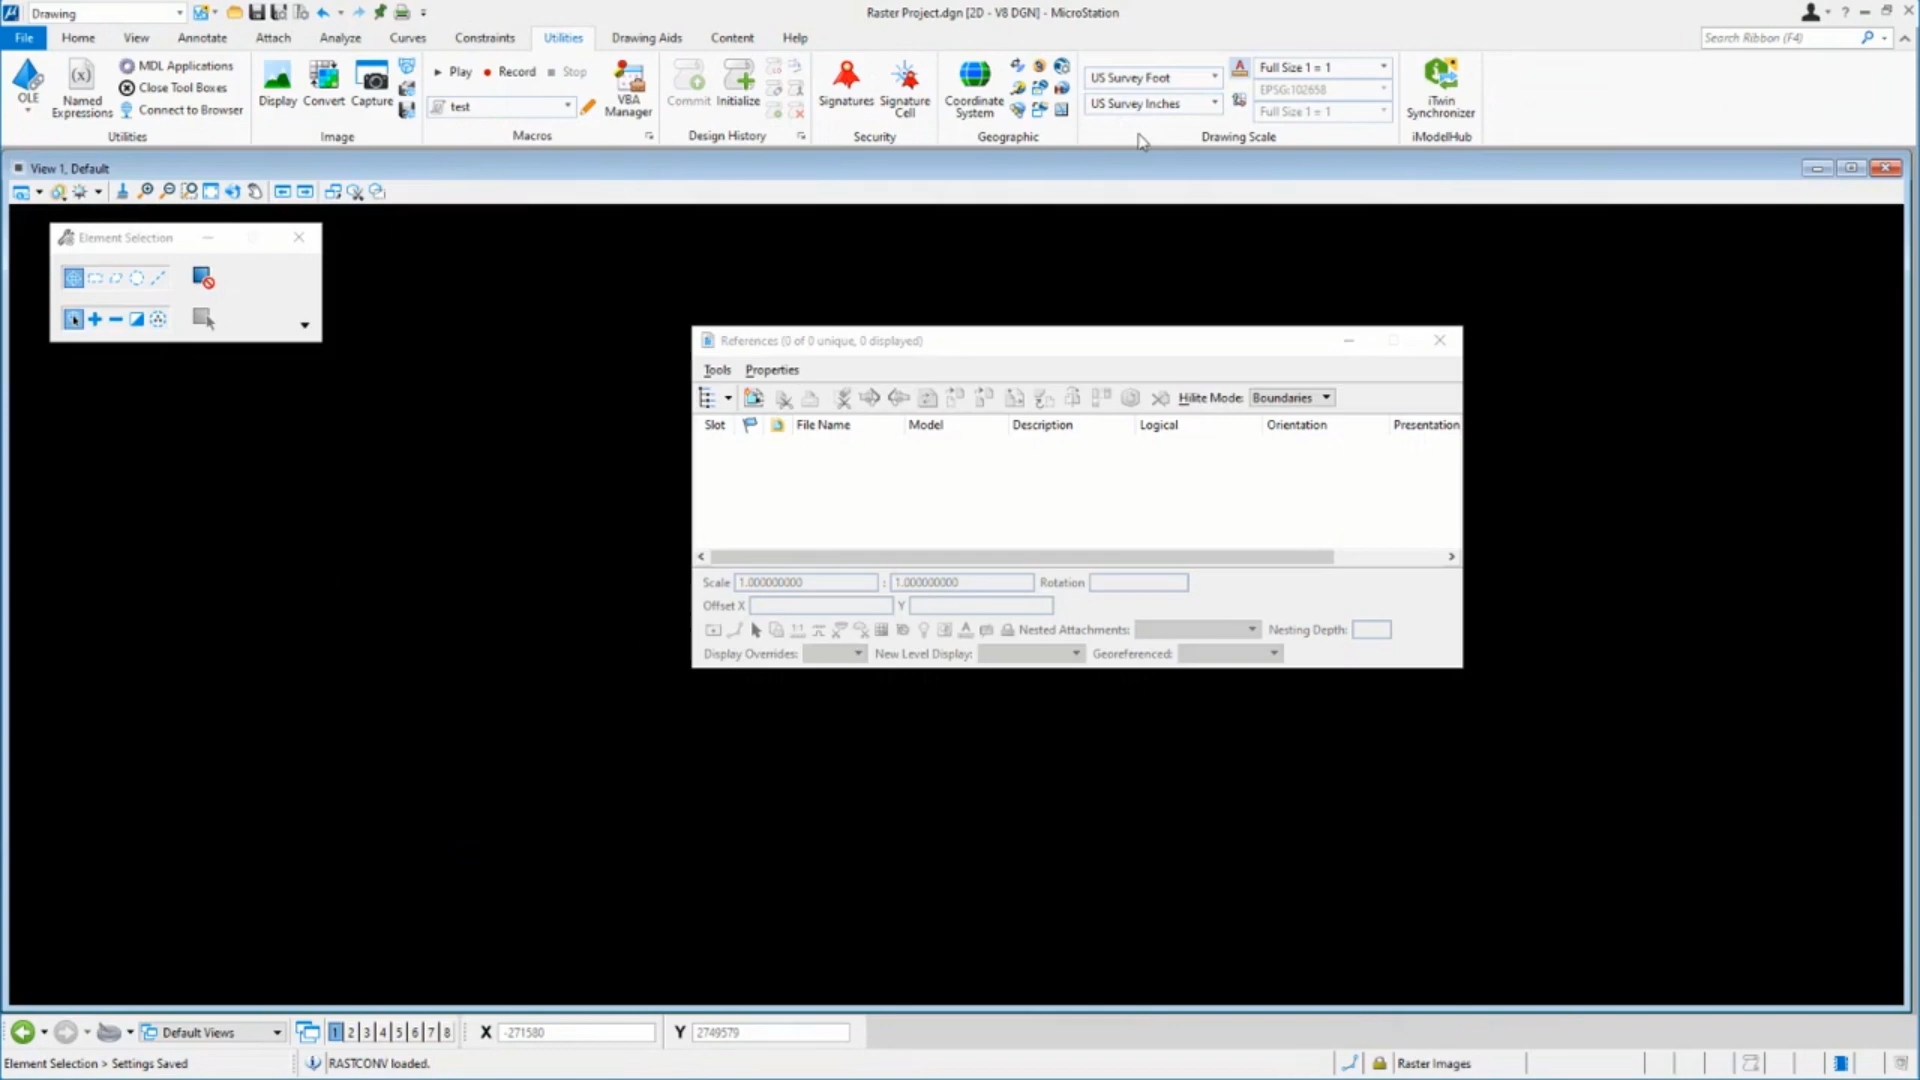 Drawing
Raster Project.dgn [2D - V8 DGN] - MicroStation
File Home View Annotate Attach Analyze Curves Constraints Utilities Drawing Aids Content Help
Search Ribbon (F4)
OLE
Named Expressions
MDL Applications
Close Tool Boxes
Connect to Browser
Utilities
Display Convert Capture
Image
Play Record Stop
test
VBA Manager
Macros
Commit Initialize
Design History
Signatures Signature Cell
Security
Coordinate System
Geographic
US Survey Foot
US Survey Inches
Full Size 1 = 1
EPSG:102658
Full Size 1 = 1
Drawing Scale
iTwin Synchronizer
iModelHub
View 1, Default
Element Selection
References (0 of 0 unique, 0 displayed)
Tools Properties
Hilite Mode: Boundaries
Slot File Name Model Description Logical Orientation Presentation
Scale 1.000000000 : 1.000000000 Rotation
Offset X Y
Nested Attachments: Nesting Depth:
Display Overrides: New Level Display: Georeferenced:
Default Views 1 2 3 4 5 6 7 8 X -271580 Y 2749579
Element Selection > Settings Saved RASTCONV loaded. Raster Images